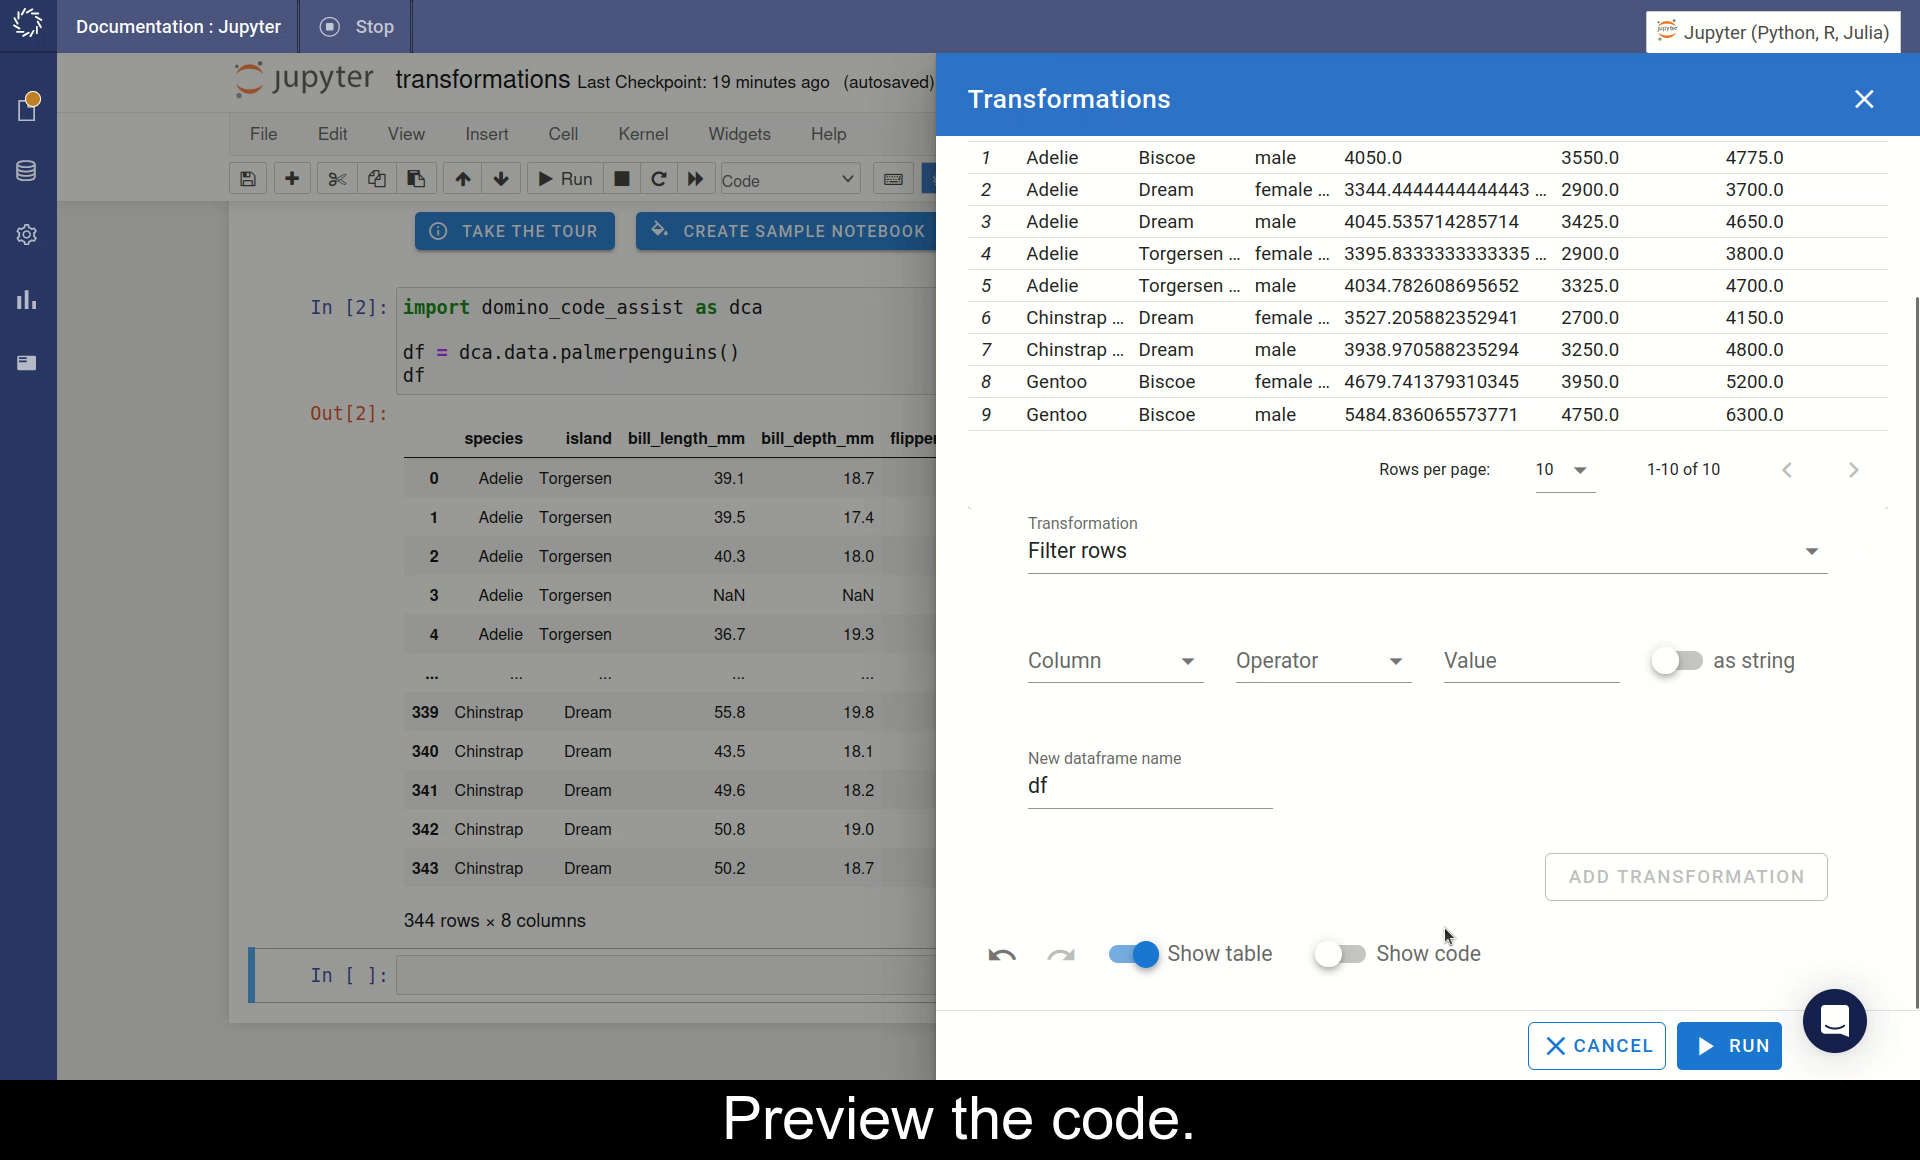 Documentation : Jupyter
Stop
Jupyter (Python, R, Julia)
jupyter transformations Last Checkpoint: 19 minutes ago (autosaved)
File Edit View Insert Cell Kernel Widgets Help
Run
Code
TAKE THE TOUR
CREATE SAMPLE NOTEBOOK
In [2]:
import domino_code_assist as dca
df = dca.data.palmerpenguins()
df
Out[2]:
species island bill_length_mm bill_depth_mm flipper
0 Adelie Torgersen 39.1 18.7
1 Adelie Torgersen 39.5 17.4
2 Adelie Torgersen 40.3 18.0
3 Adelie Torgersen NaN NaN
4 Adelie Torgersen 36.7 19.3
... ... ... ... ...
339 Chinstrap Dream 55.8 19.8
340 Chinstrap Dream 43.5 18.1
341 Chinstrap Dream 49.6 18.2
342 Chinstrap Dream 50.8 19.0
343 Chinstrap Dream 50.2 18.7
344 rows × 8 columns
In [ ]:
Transformations
1 Adelie Biscoe male 4050.0 3550.0 4775.0
2 Adelie Dream female ... 3344.4444444444443 ... 2900.0 3700.0
3 Adelie Dream male 4045.535714285714 3425.0 4650.0
4 Adelie Torgersen ... female ... 3395.8333333333335 ... 2900.0 3800.0
5 Adelie Torgersen ... male 4034.782608695652 3325.0 4700.0
6 Chinstrap ... Dream female ... 3527.205882352941 2700.0 4150.0
7 Chinstrap ... Dream male 3938.970588235294 3250.0 4800.0
8 Gentoo Biscoe female ... 4679.741379310345 3950.0 5200.0
9 Gentoo Biscoe male 5484.836065573771 4750.0 6300.0
Rows per page: 10 1-10 of 10
Transformation
Filter rows
Column Operator Value as string
New dataframe name
df
ADD TRANSFORMATION
Show table Show code
CANCEL RUN
Preview the code.